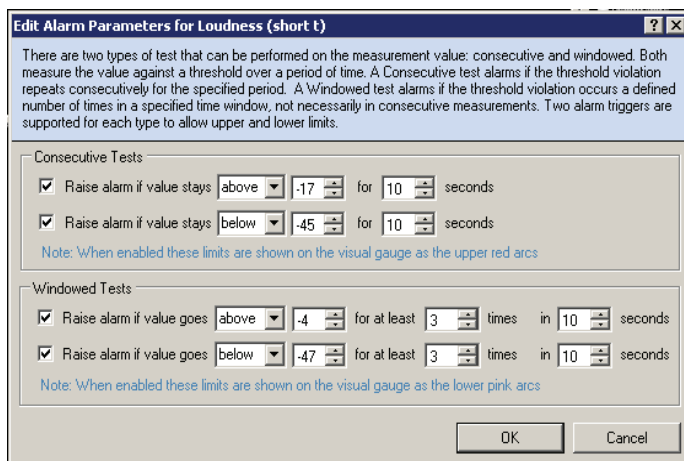 Edit Alarm Parameters for Loudness (short t)
There are two types of test that can be performed on the measurement value: consecutive and windowed. Both
measure the value against a threshold over a period of time. A Consecutive test alarms if the threshold violation
repeats consecutively for the specified period. A Windowed test alarms if the threshold violation occurs a defined
number of times in a specified time window, not necessarily in consecutive measurements. Two alarm triggers are
supported for each type to allow upper and lower limits.
Consecutive Tests
Raise alarm if value stays above -17 for 10 seconds
Raise alarm if value stays below -45 for 10 seconds
Note: When enabled these limits are shown on the visual gauge as the upper red arcs
Windowed Tests
Raise alarm if value goes above -4 for at least 3 times in 10 seconds
Raise alarm if value goes below -47 for at least 3 times in 10 seconds
Note: When enabled these limits are shown on the visual gauge as the lower pink arcs
OK Cancel